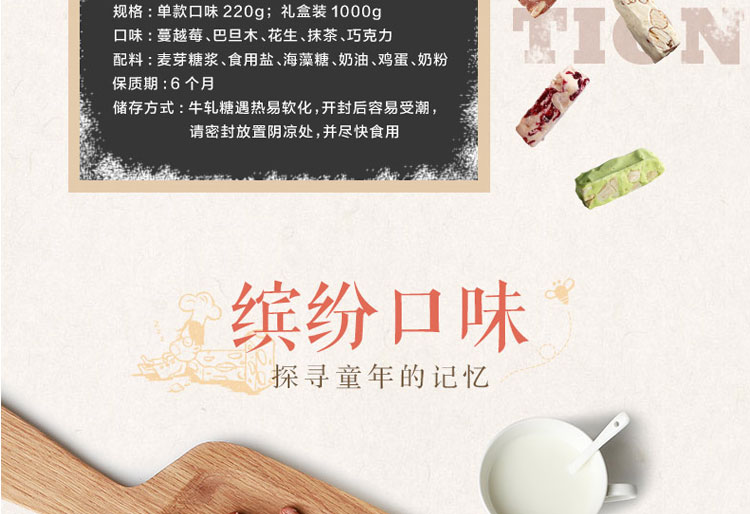 规格：单款口味 220g；礼盒装 1000g
口味：蔓越莓、巴旦木、花生、抹茶、巧克力
配料：麦芽糖浆、食用盐、海藻糖、奶油、鸡蛋、奶粉
保质期：6 个月
储存方式：牛轧糖遇热易软化，开封后容易受潮，
请密封放置阴凉处，并尽快食用
TION
缤纷口味
探寻童年的记忆